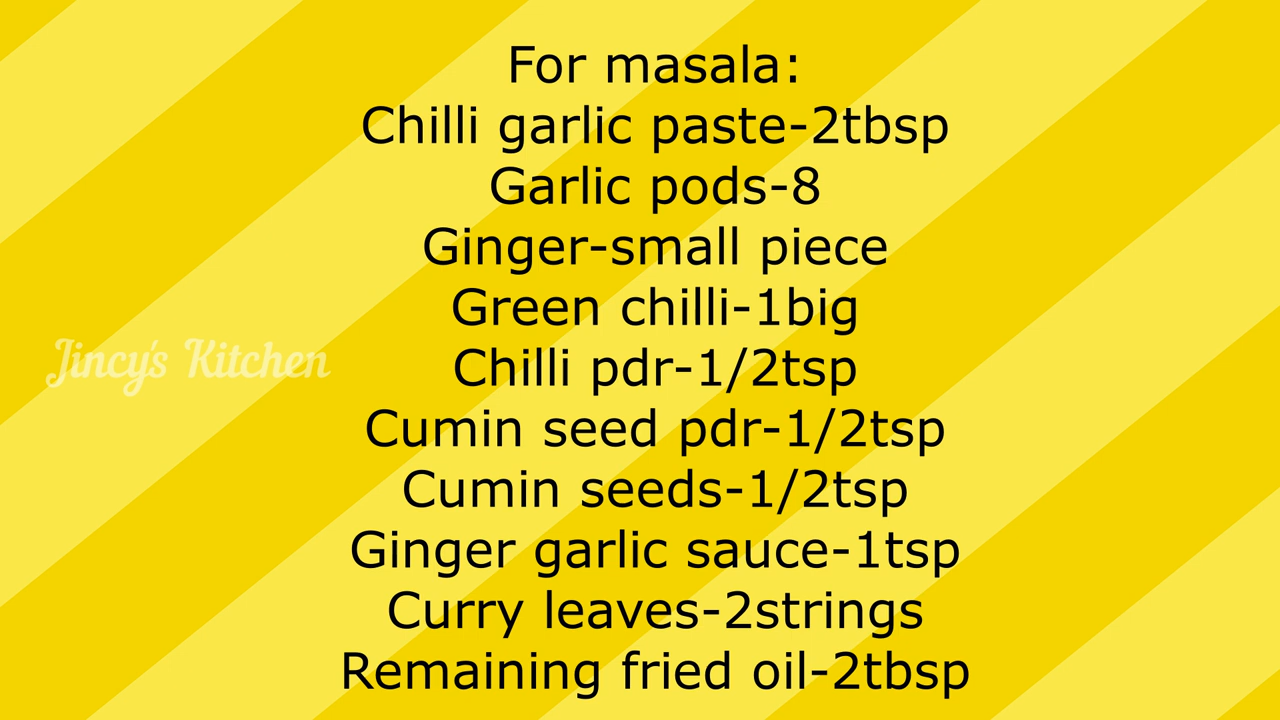 For masala:
Chilli garlic paste-2tbsp
Garlic pods-8
Ginger-small piece
Green chilli-1big
Jincy's Kitchen
Chilli pdr-1/2tsp
Cumin seed pdr-1/2tsp
Cumin seeds-1/2tsp
Ginger garlic sauce-1tsp
Curry leaves-2strings
Remaining fried oil-2tbsp